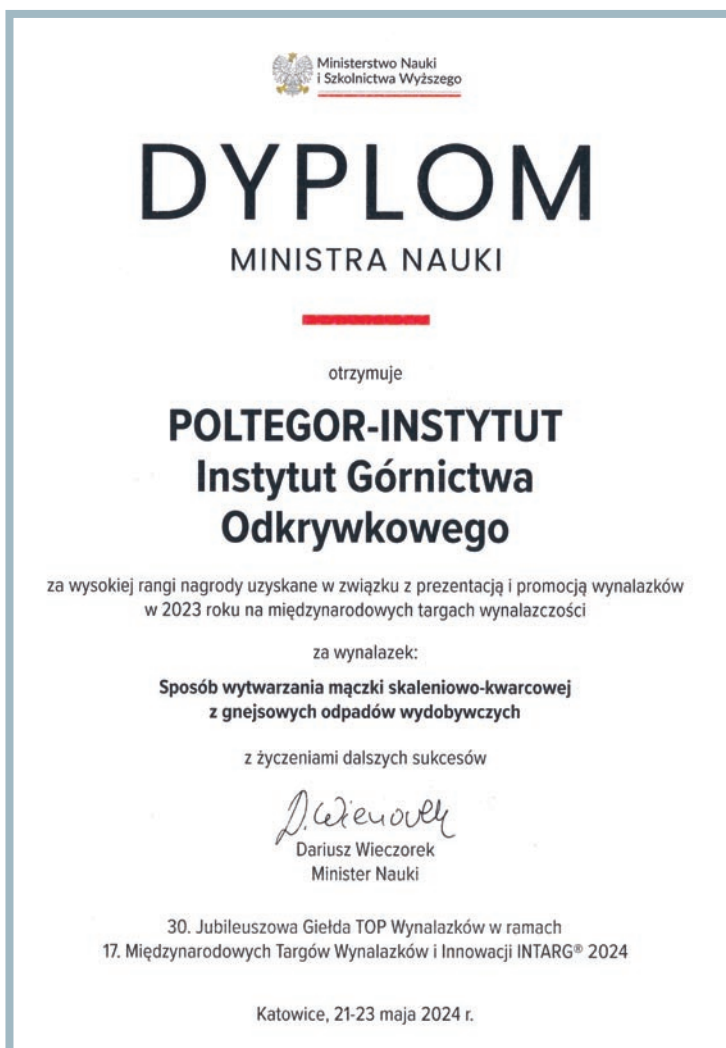 Ministerstwo Nauki
i Szkolnictwa Wyższego
DYPLOM
MINISTRA NAUKI
otrzymuje
POLTEGOR-INSTYTUT
Instytut Górnictwa
Odkrywkowego
za wysokiej rangi nagrody uzyskane w związku z prezentacją i promocją wynalazków
w 2023 roku na międzynarodowych targach wynalazczości
za wynalazek:
Sposób wytwarzania mączki skaleniowo-kwarcowej
z gnejsowych odpadów wydobywczych
z życzeniami dalszych sukcesów
Dariusz Wieczorek
Minister Nauki
30. Jubileuszowa Giełda TOP Wynalazków w ramach
17. Międzynarodowych Targów Wynalazków i Innowacji INTARG® 2024
Katowice, 21-23 maja 2024 r.